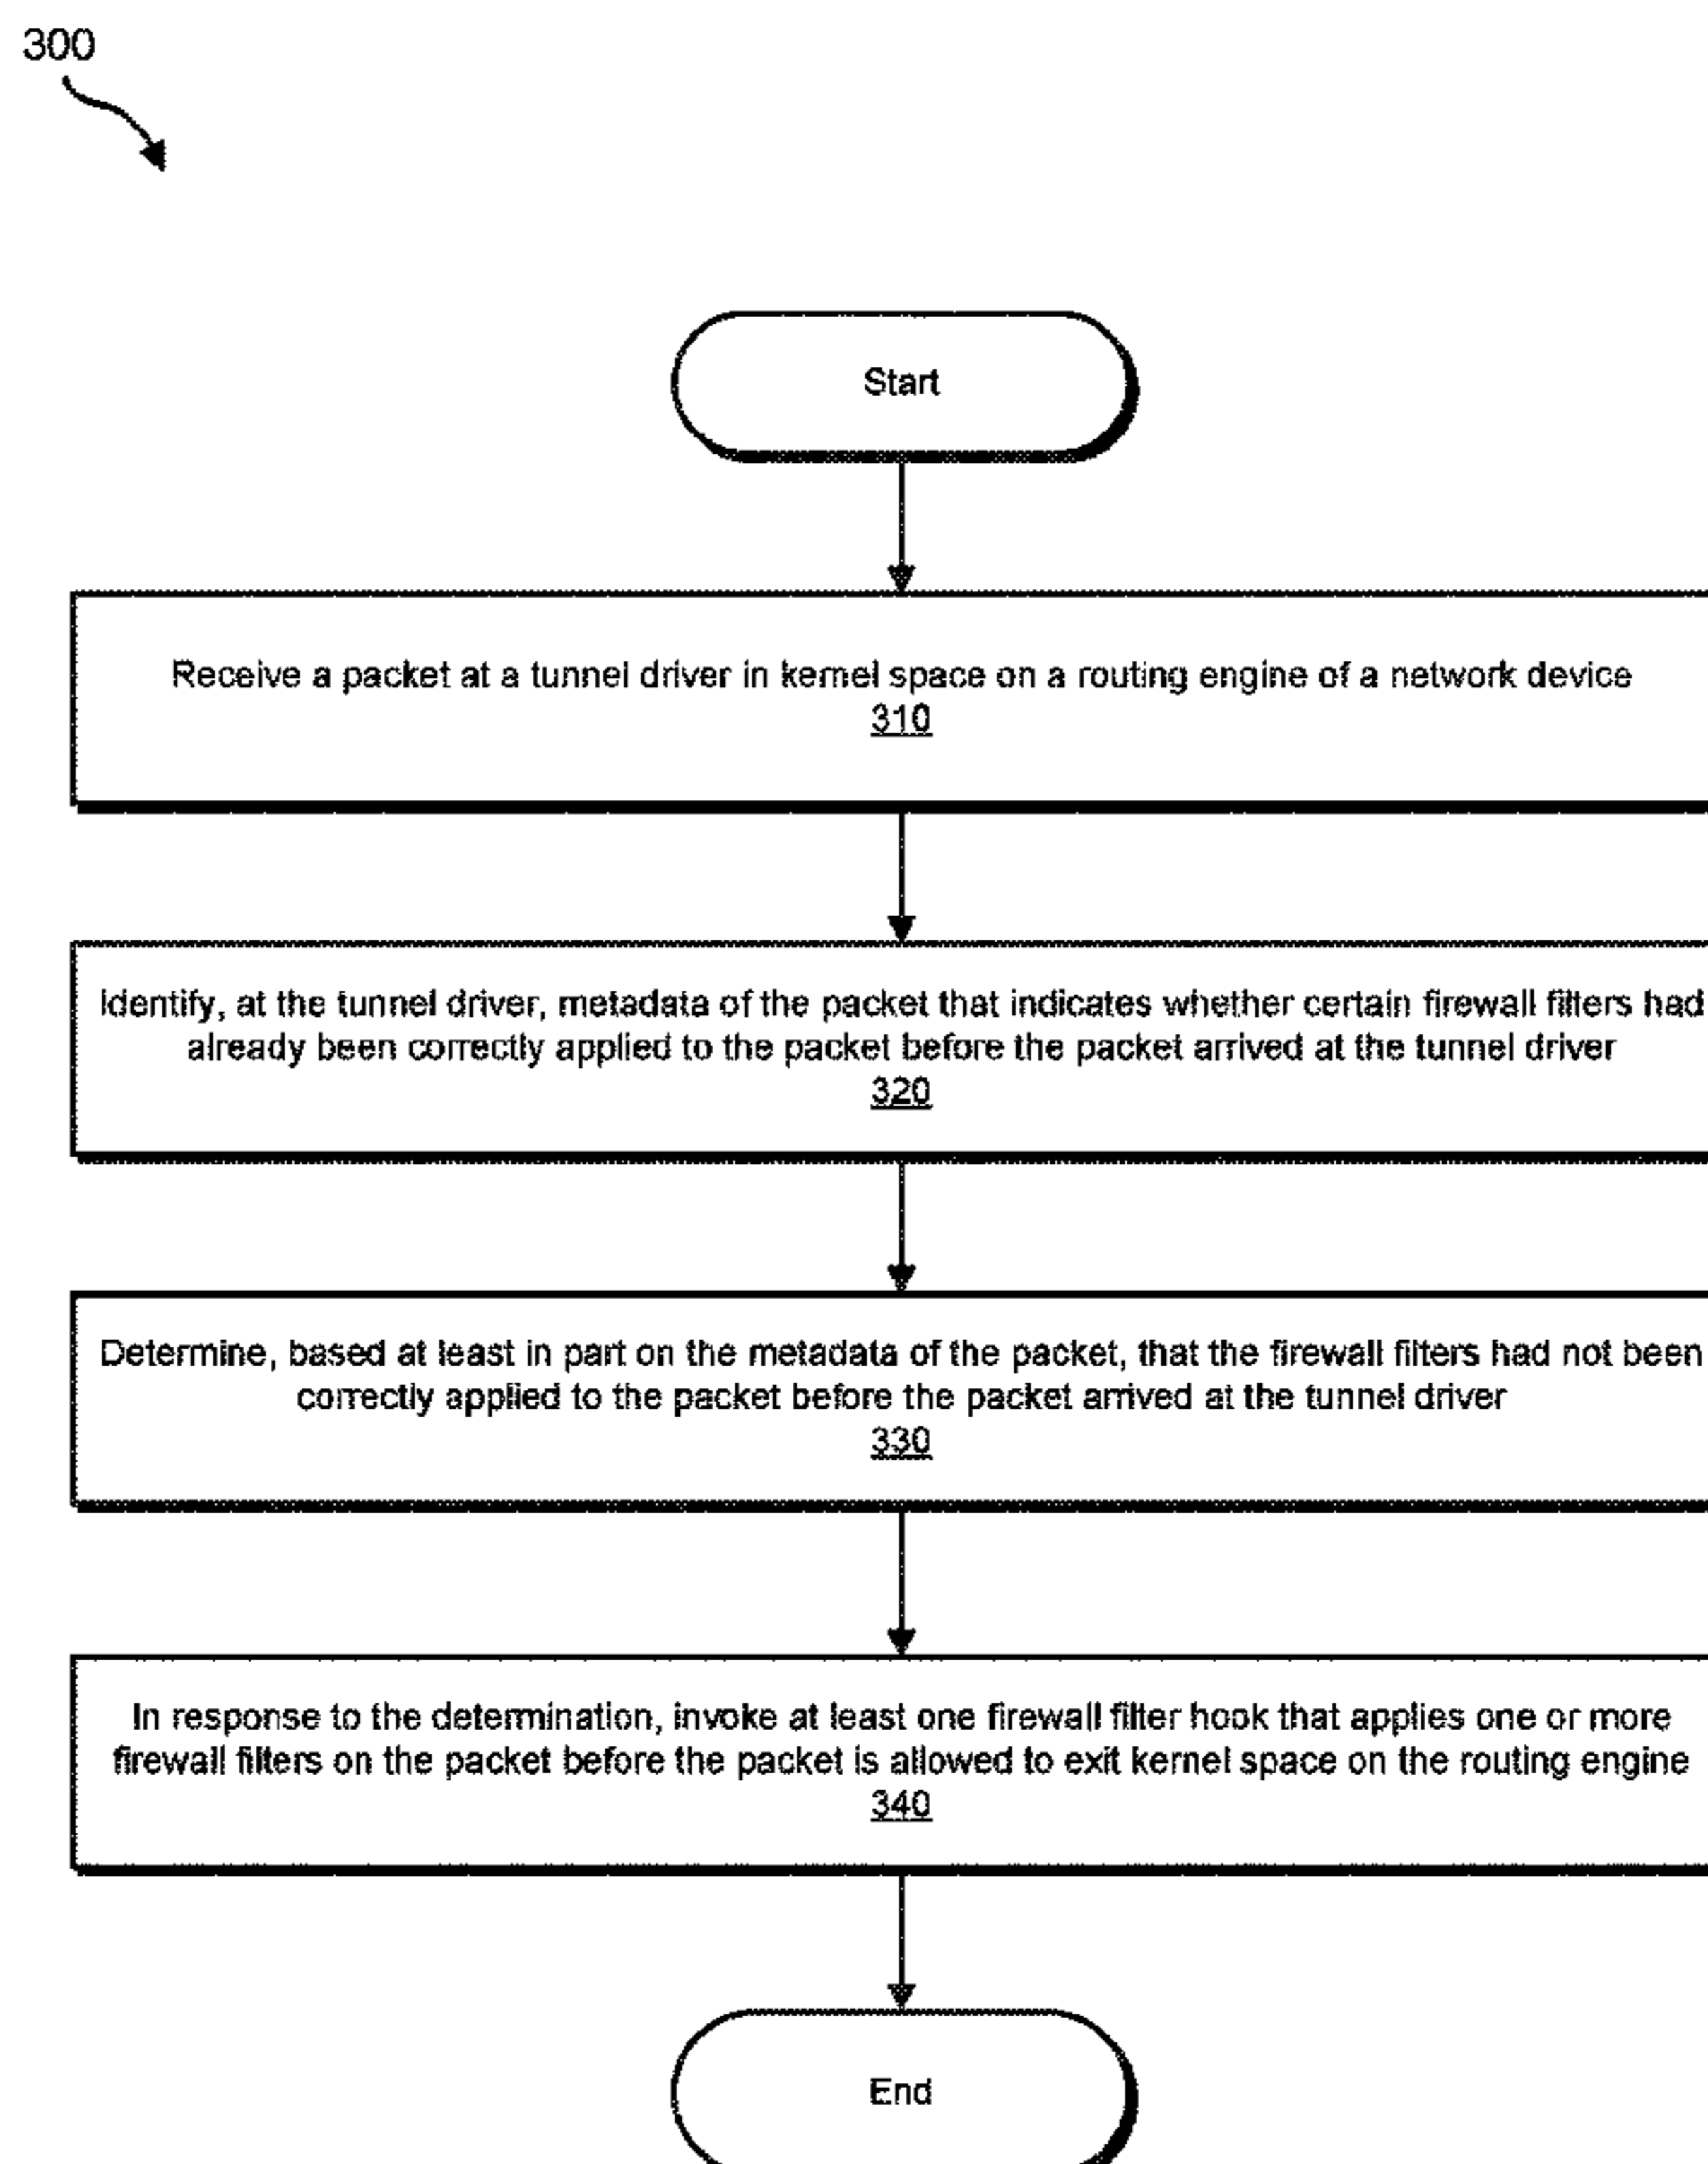 300
Start
Receive a packet at a tunnel driver in kernel space on a routing engine of a network device
310
Identify, at the tunnel driver, metadata of the packet that indicates whether certain firewall filters had
already been correctly applied to the packet before the packet arrived at the tunnel driver
320
Determine, based at least in part on the metadata of the packet, that the firewall filters had not been
correctly applied to the packet before the packet arrived at the tunnel driver
330
In response to the determination, invoke at least one firewall filter hook that applies one or more
firewall filters on the packet before the packet is allowed to exit kernel space on the routing engine
340
End